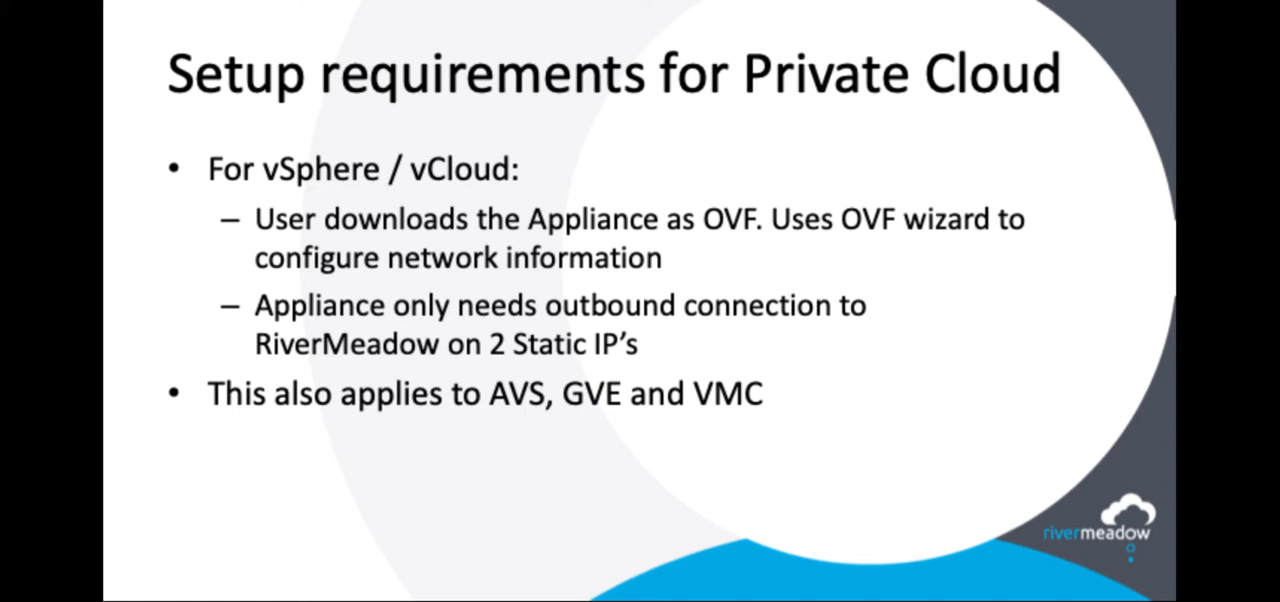 Setup requirements for Private Cloud
• For vSphere / vCloud:
– User downloads the Appliance as OVF. Uses OVF wizard to
configure network information
– Appliance only needs outbound connection to
RiverMeadow on 2 Static IP's
• This also applies to AVS, GVE and VMC
rivermeadow